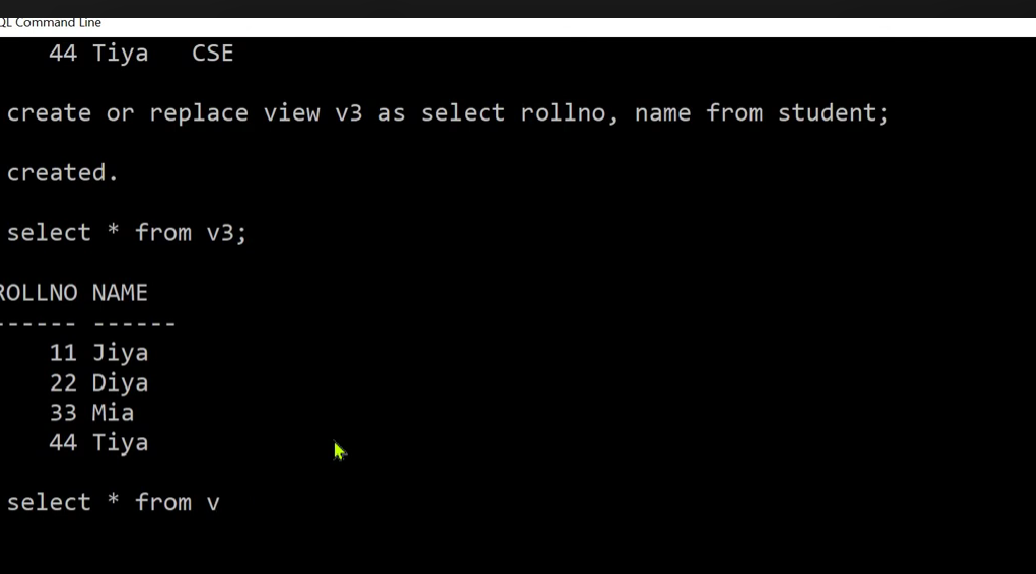 QL Command Line
44 Tiya CSE
create or replace view v3 as select rollno, name from student;
created.
select * from v3;
ROLLNO NAME
------ ------
11 Jiya
22 Diya
33 Mia
44 Tiya
select * from v